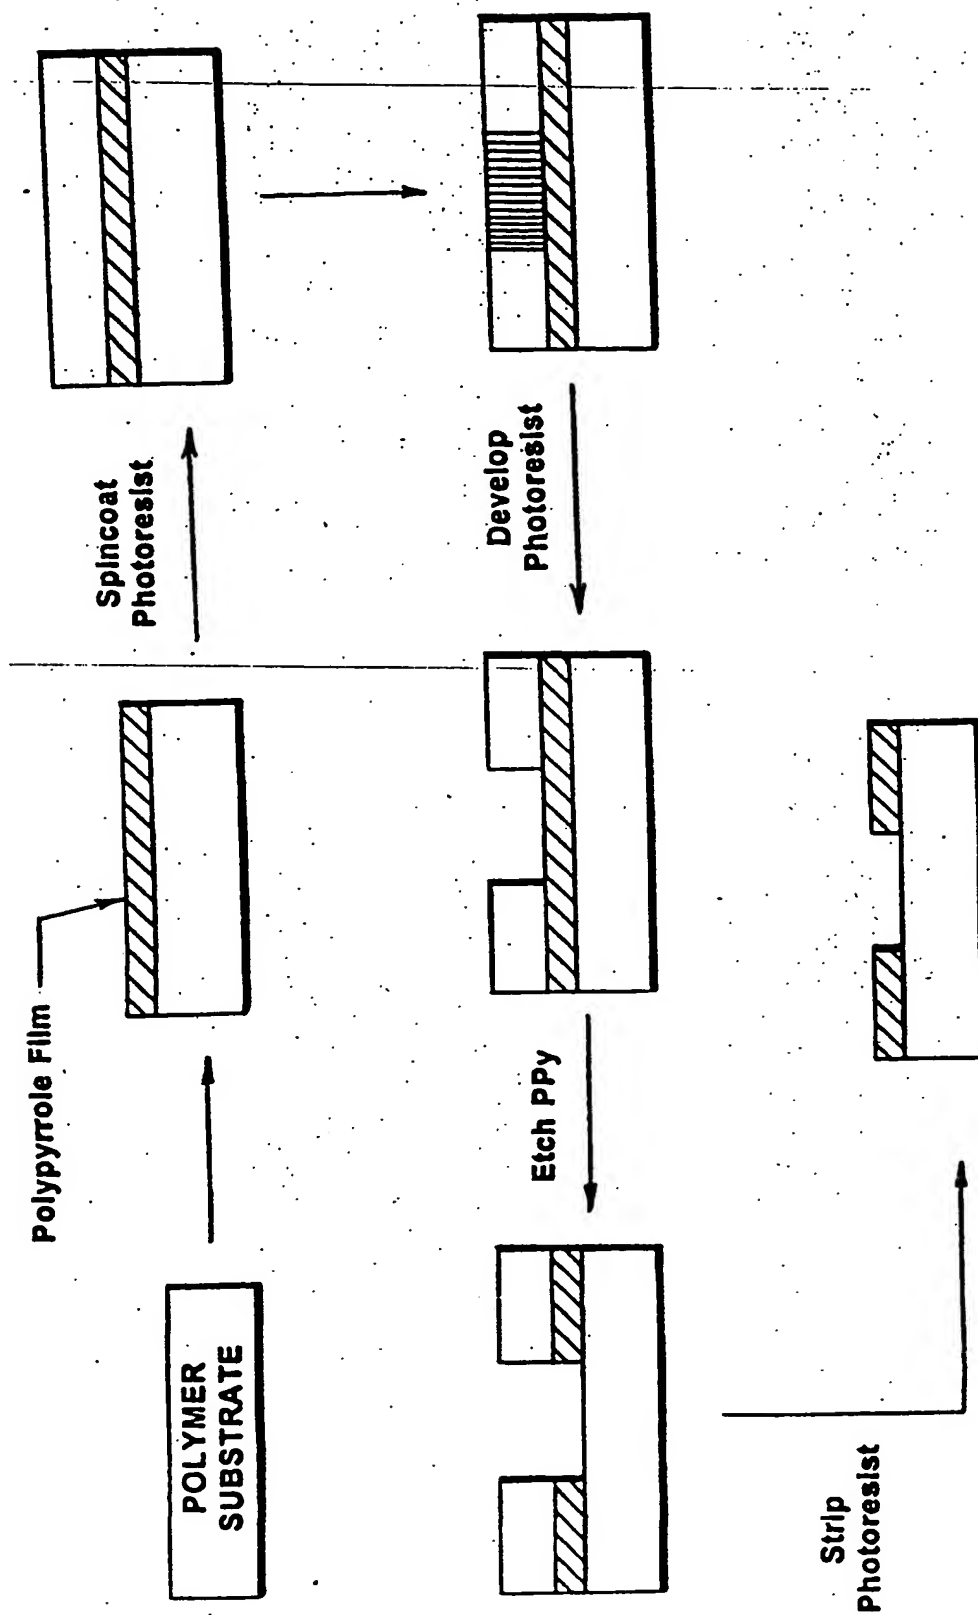 POLYMER
SUBSTRATE
Polypyrrole Film
Spincoat
Photoresist
Develop
Photoresist
Etch PPy
Strip
Photoresist